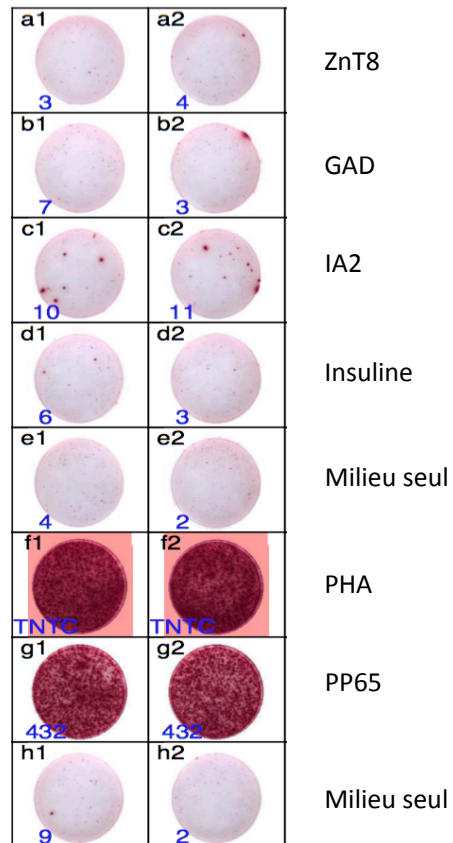 a1 a2
ZnT8
3 4
b1 b2
GAD
7 3
c1 c2
IA2
10 11
d1 d2
Insuline
6 3
e1 e2
Milieu seul
4 2
f1 f2
PHA
TNTC TNTC
g1 g2
PP65
432 432
h1 h2
Milieu seul
9 2